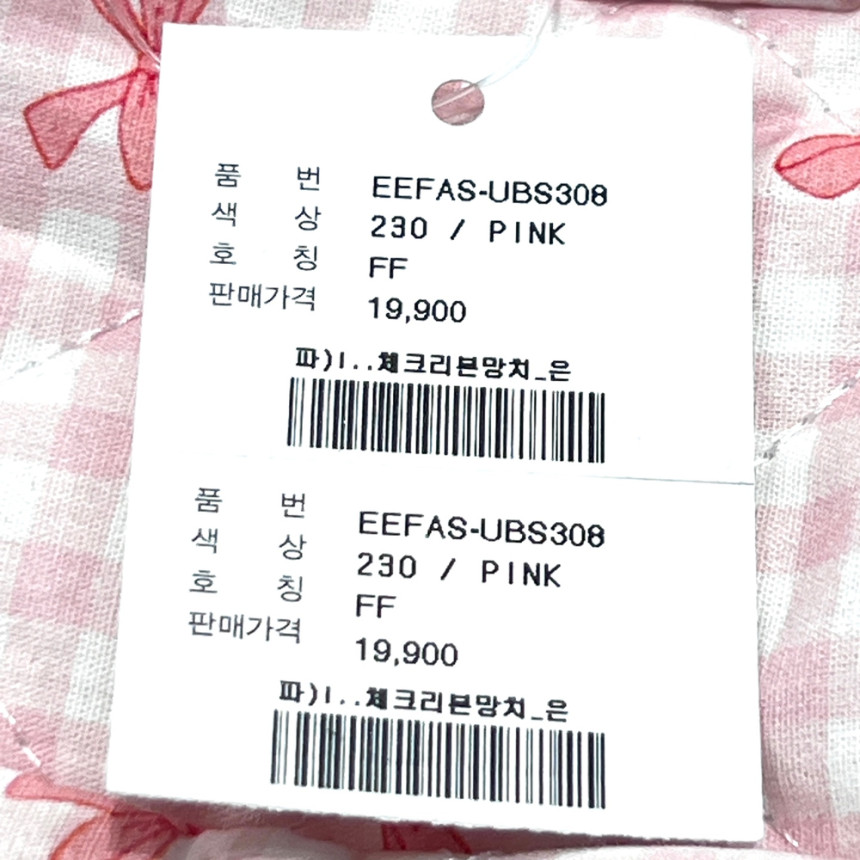 품 번 EEFAS-UBS308
색 상 230 / PINK
호 칭 FF
판매가격 19,900
파)I..체크리본망치_은
품 번 EEFAS-UBS308
색 상 230 / PINK
호 칭 FF
판매가격 19,900
파)I..체크리본망치_은